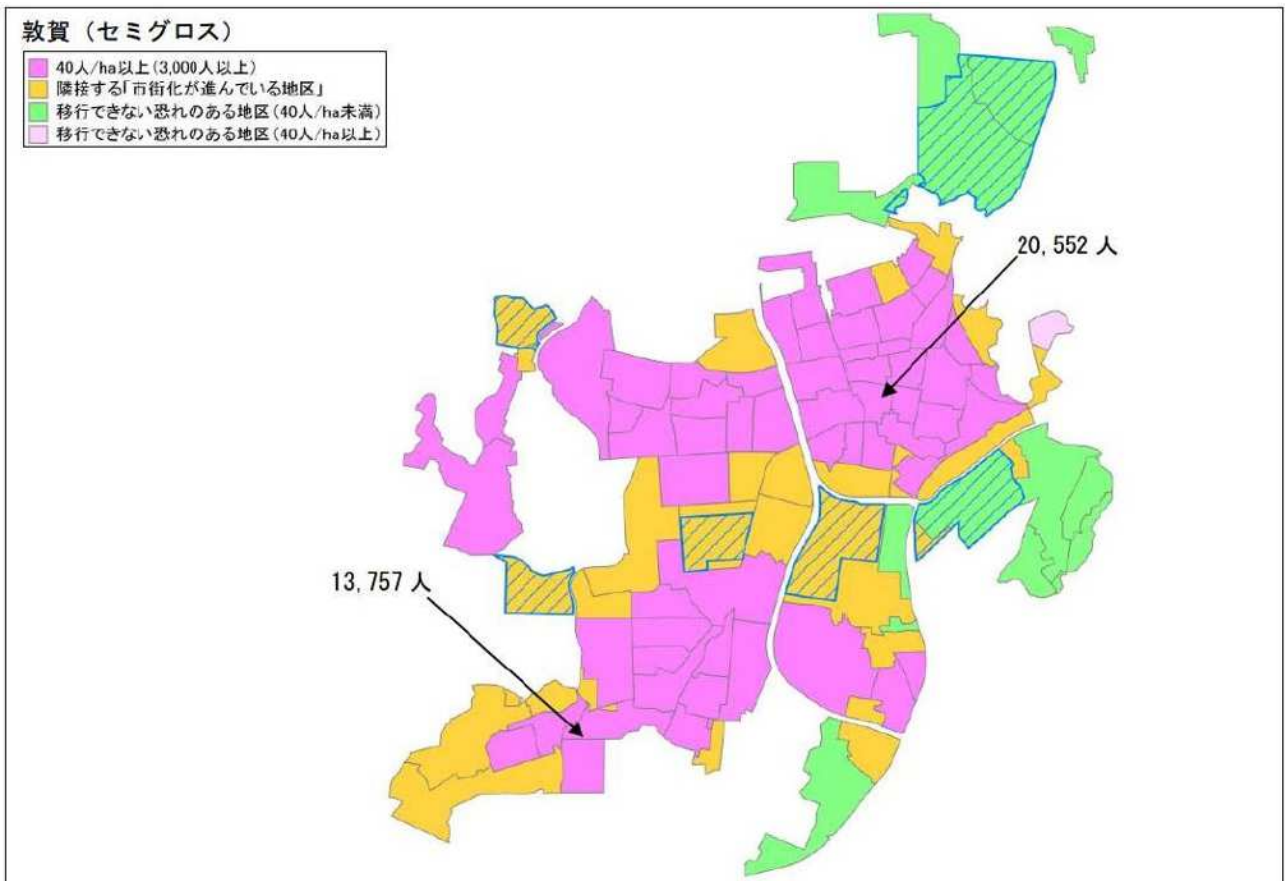 敦賀（セミグロス）
40人/ha以上(3,000人以上)
隣接する「市街化が進んでいる地区」
移行できない恐れのある地区(40人/ha未満)
移行できない恐れのある地区(40人/ha以上)
20,552 人
13,757 人